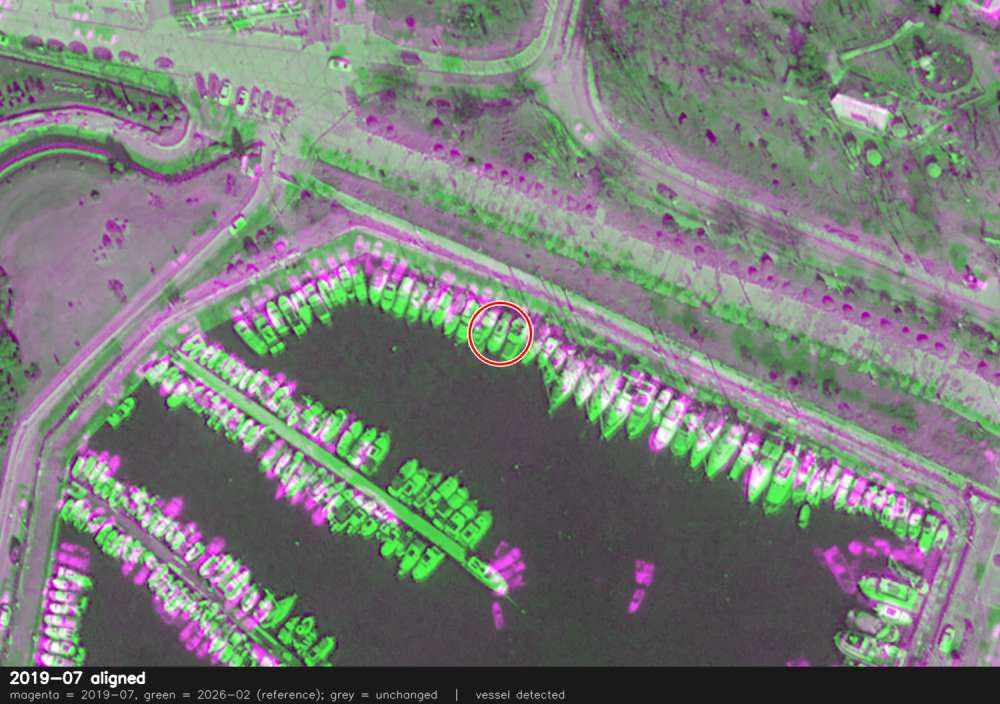 2019-07 aligned
magenta = 2019-07, green = 2026-02 (reference); grey = unchanged | vessel detected